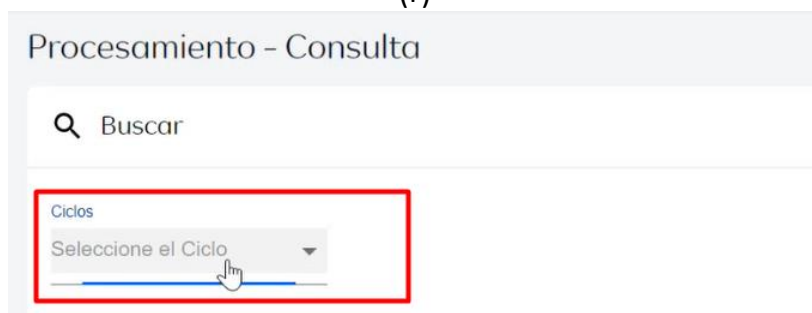 Procesamiento - Consulta
Buscar
Ciclos
Seleccione el Ciclo